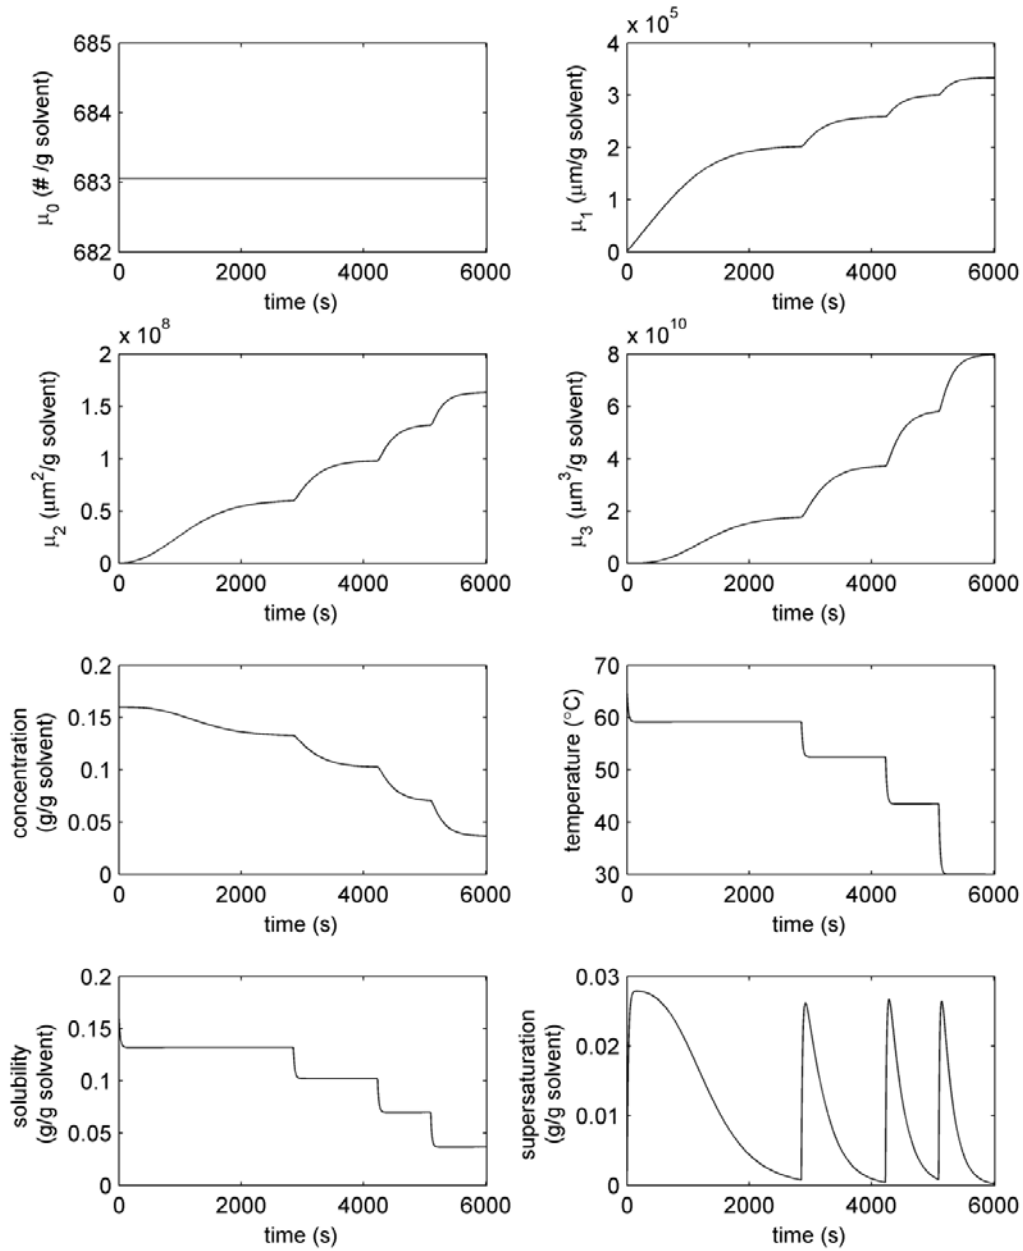 685
684
683
682
μ0 (# /g solvent)
0 2000 4000 6000
time (s)
x 10^5
4
3
2
1
0
μ1 (μm/g solvent)
0 2000 4000 6000
time (s)
x 10^8
2
1.5
1
0.5
0
μ2 (μm^2/g solvent)
0 2000 4000 6000
time (s)
x 10^10
8
6
4
2
0
μ3 (μm^3/g solvent)
0 2000 4000 6000
time (s)
0.2
0.15
0.1
0.05
0
concentration
(g/g solvent)
0 2000 4000 6000
time (s)
70
60
50
40
30
temperature (°C)
0 2000 4000 6000
time (s)
0.2
0.15
0.1
0.05
0
solubility
(g/g solvent)
0 2000 4000 6000
time (s)
0.03
0.02
0.01
0
supersaturation
(g/g solvent)
0 2000 4000 6000
time (s)